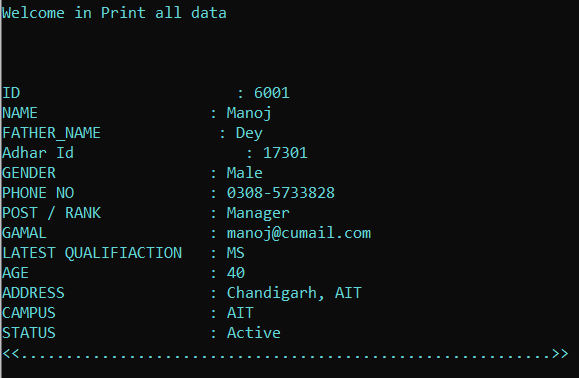 Welcome in Print all data
ID                        : 6001
NAME                   : Manoj
FATHER_NAME             : Dey
Adhar Id                   : 17301
GENDER                 : Male
PHONE NO               : 0308-5733828
POST / RANK            : Manager
GAMAL                  : manoj@cumail.com
LATEST QUALIFIACTION   : MS
AGE                    : 40
ADDRESS                : Chandigarh, AIT
CAMPUS                 : AIT
STATUS                 : Active
<<...........................................................>>